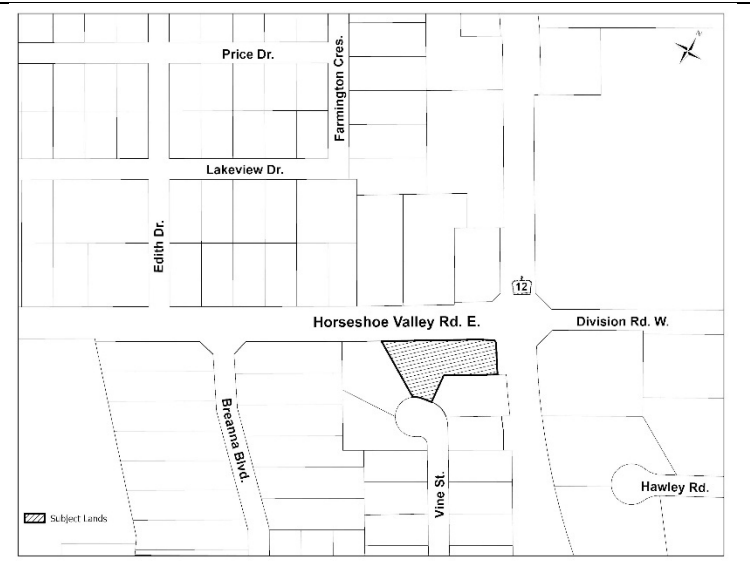 N
Price Dr.
Farmington Cres.
Lakeview Dr.
Edith Dr.
12
Horseshoe Valley Rd. E.
Division Rd. W.
Breanna Blvd.
Vine St.
Hawley Rd.
Subject Lands